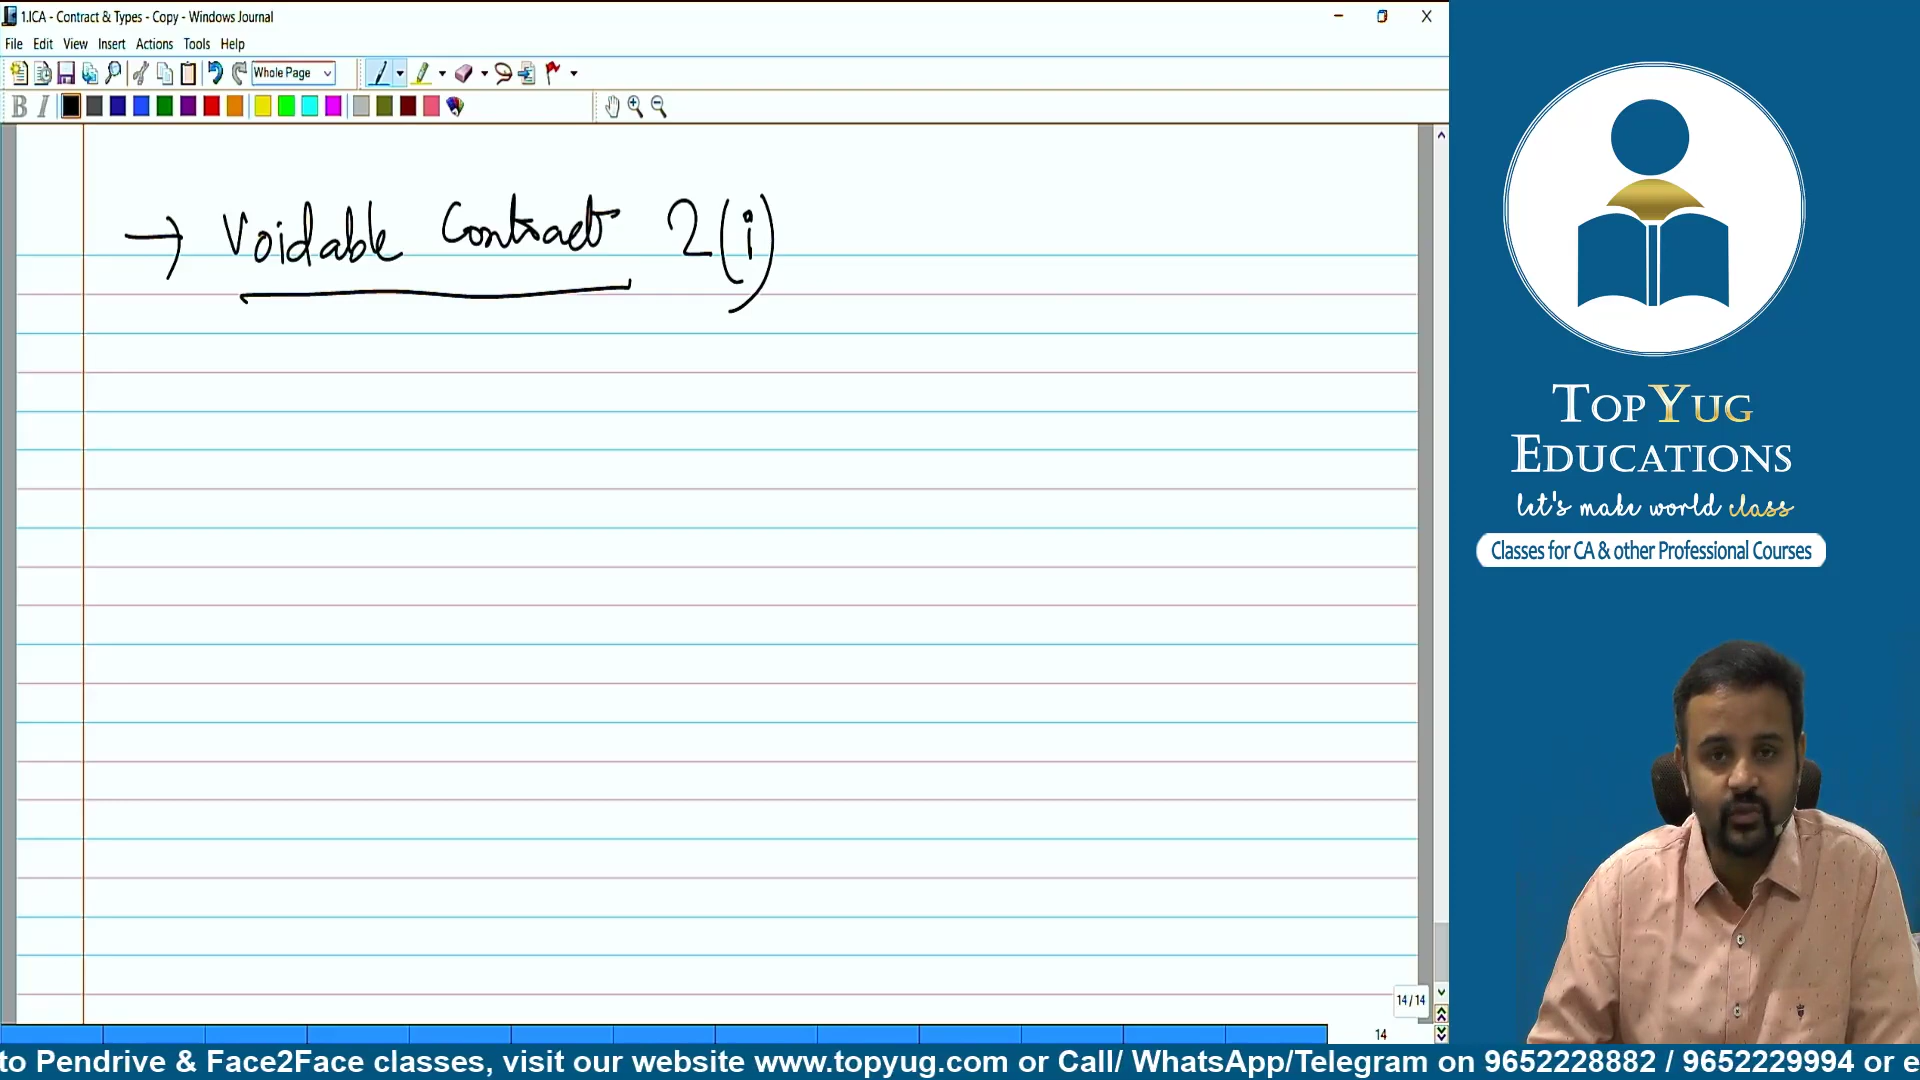 1.ICA - Contract & Types - Copy - Windows Journal
File Edit View Insert Actions Tools Help
Whole Page
B I
→ Voidable Contract 2(i)
14 / 14
14
TOPYUG
EDUCATIONS
let's make world class
Classes for CA & other Professional Courses
to Pendrive & Face2Face classes, visit our website www.topyug.com or Call/ WhatsApp/Telegram on 9652228882 / 9652229994 or e